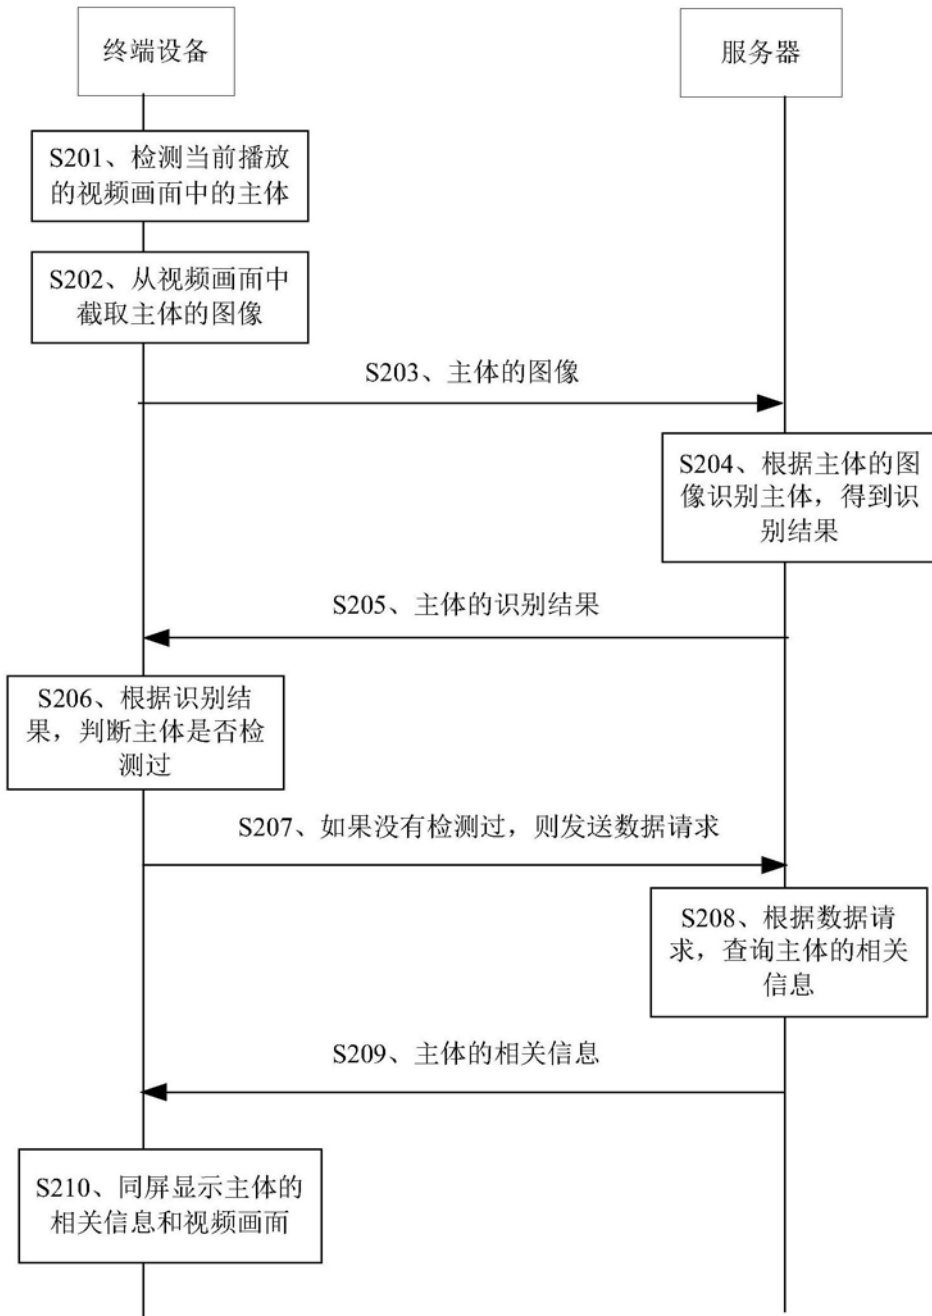 终端设备
服务器
S201、检测当前播放
的视频画面中的主体
S202、从视频画面中
截取主体的图像
S203、主体的图像
S204、根据主体的图
像识别主体，得到识
别结果
S205、主体的识别结果
S206、根据识别结
果，判断主体是否检
测过
S207、如果没有检测过，则发送数据请求
S208、根据数据请
求，查询主体的相关
信息
S209、主体的相关信息
S210、同屏显示主体的
相关信息和视频画面